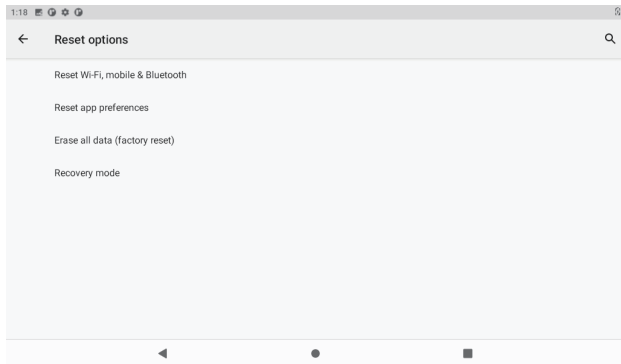 1:18
Reset options
Reset Wi-Fi, mobile & Bluetooth
Reset app preferences
Erase all data (factory reset)
Recovery mode